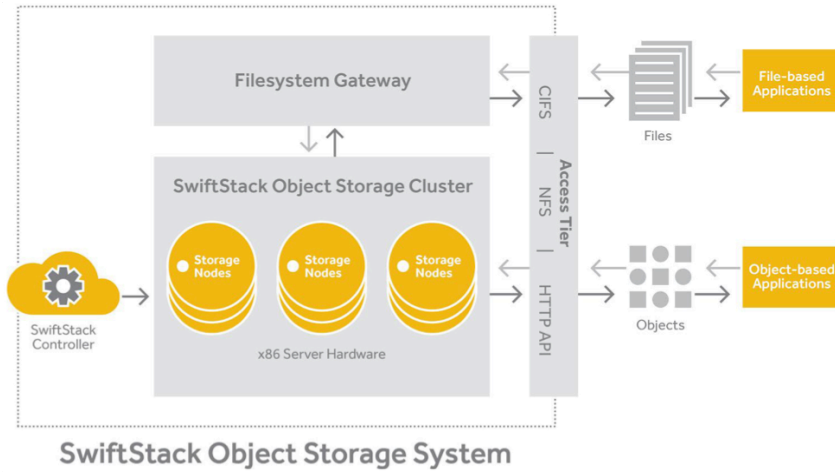 Filesystem Gateway
CIFS | NFS | HTTP API
Access Tier
Files
File-based
Applications
SwiftStack Object Storage Cluster
Storage
Nodes
Storage
Nodes
Storage
Nodes
x86 Server Hardware
SwiftStack
Controller
Objects
Object-based
Applications
SwiftStack Object Storage System